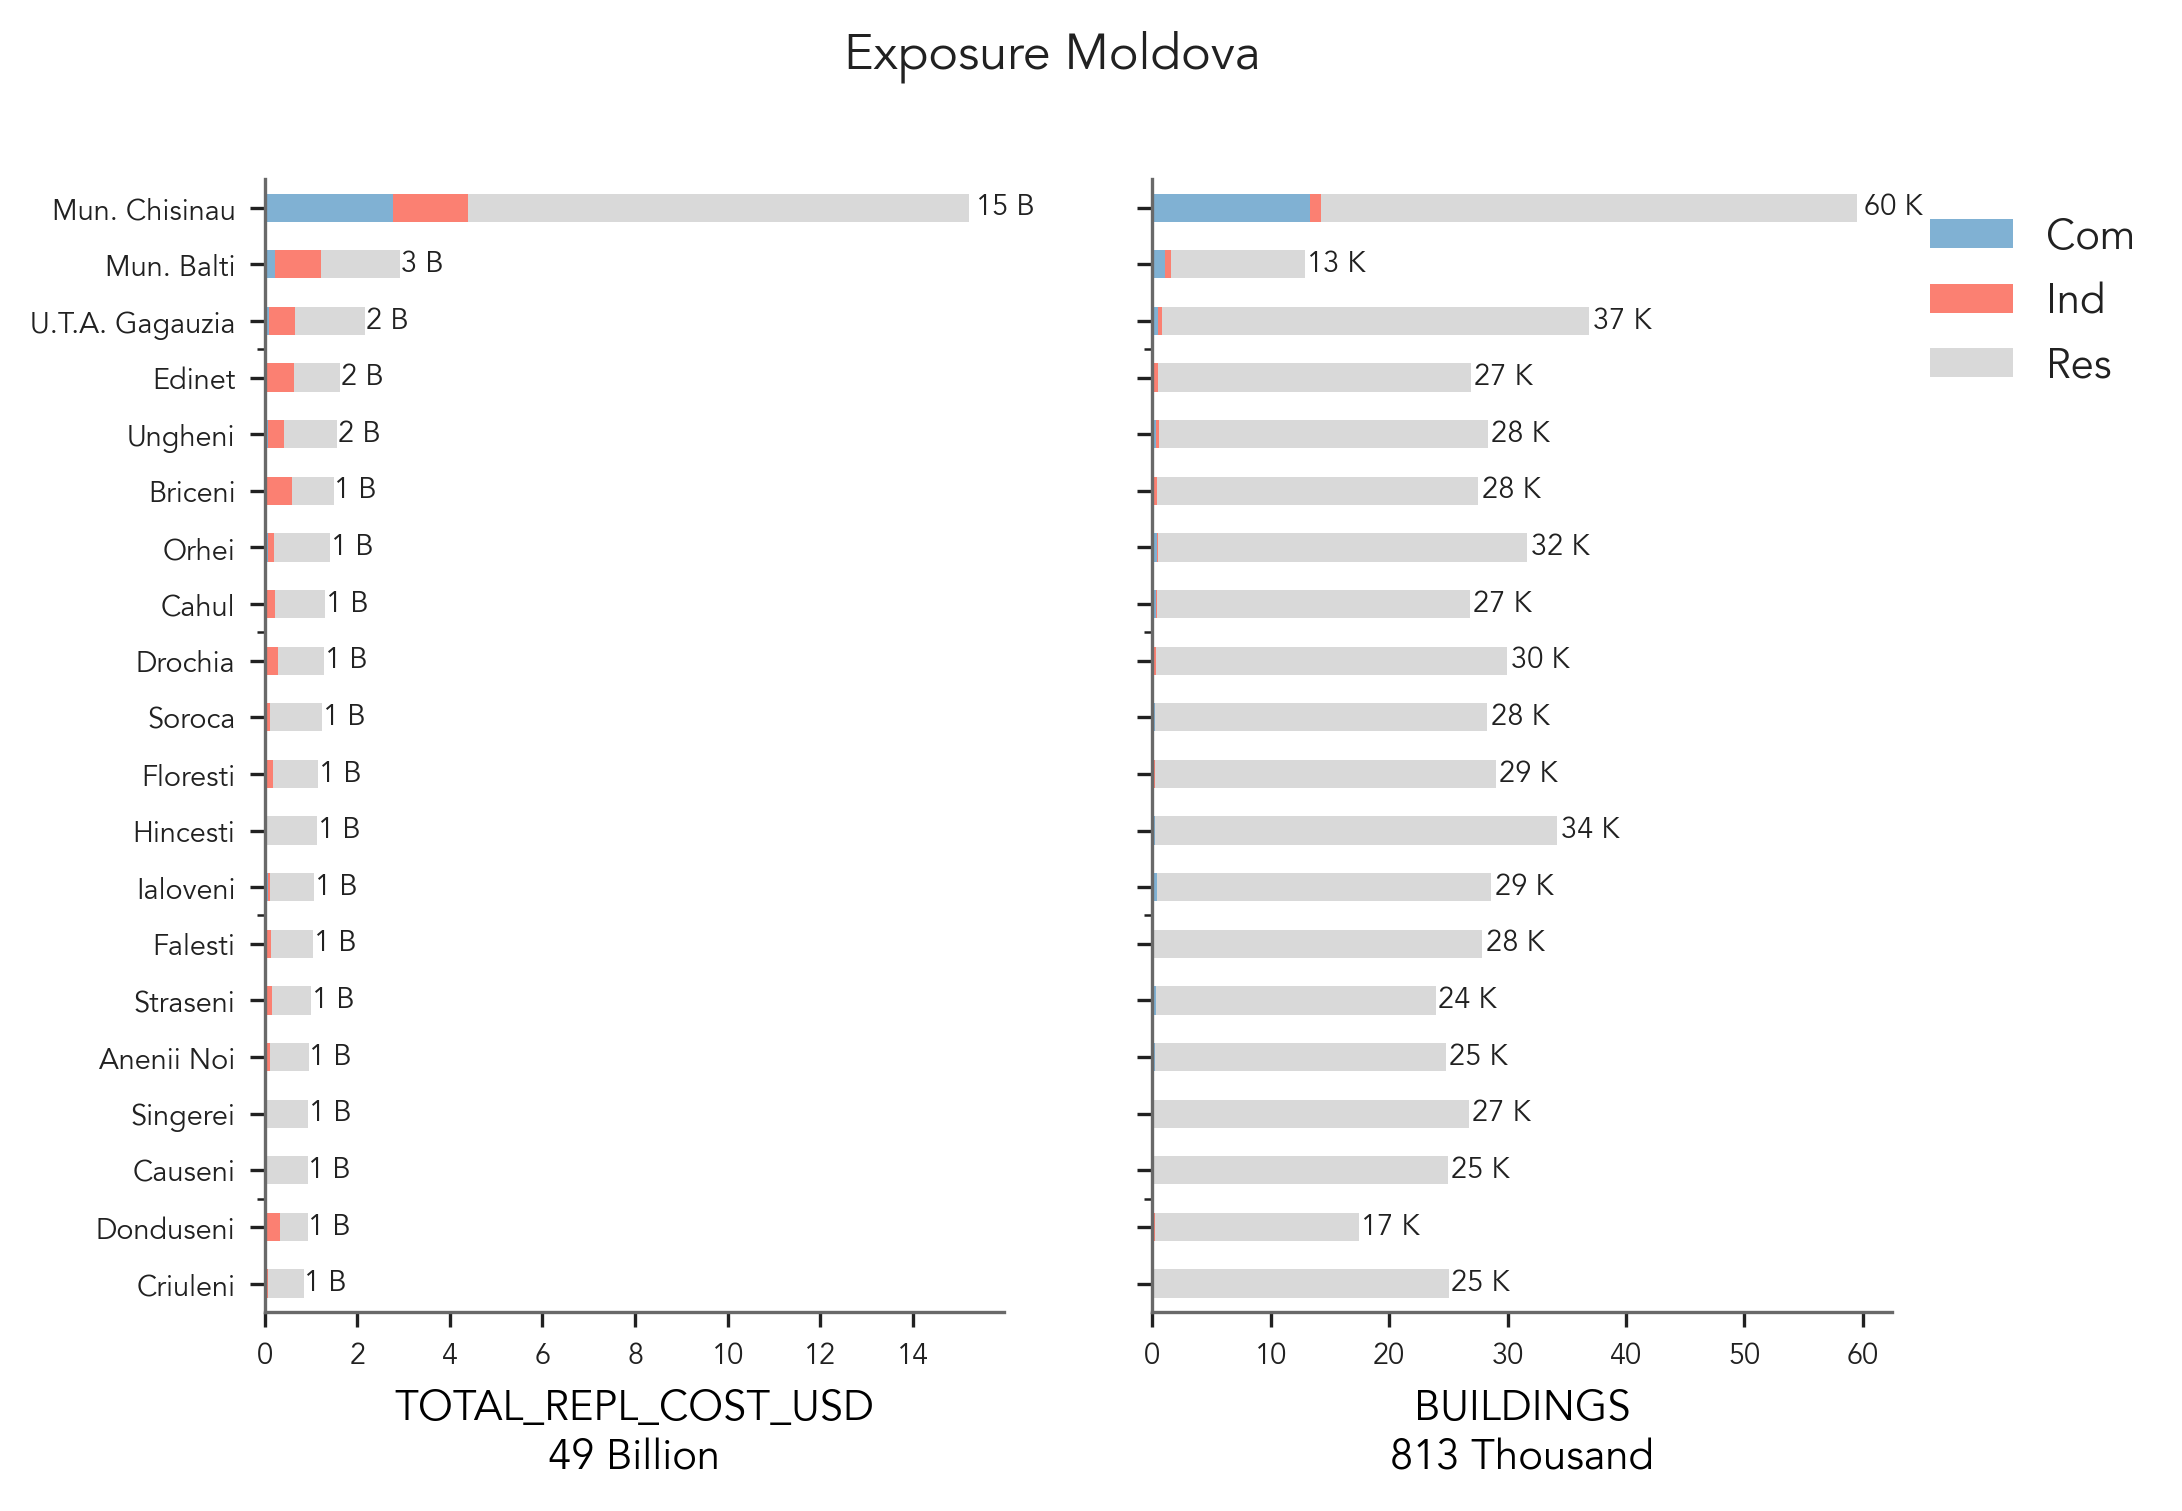 Exposure Moldova
Mun. Chisinau 15 B 60 K
Mun. Balti 3 B 13 K
U.T.A. Gagauzia 2 B 37 K
Edinet 2 B 27 K
Ungheni 2 B 28 K
Briceni 1 B 28 K
Orhei 1 B 32 K
Cahul 1 B 27 K
Drochia 1 B 30 K
Soroca 1 B 28 K
Floresti 1 B 29 K
Hincesti 1 B 34 K
Ialoveni 1 B 29 K
Falesti 1 B 28 K
Straseni 1 B 24 K
Anenii Noi 1 B 25 K
Singerei 1 B 27 K
Causeni 1 B 25 K
Donduseni 1 B 17 K
Criuleni 1 B 25 K
Com
Ind
Res
0 2 4 6 8 10 12 14
TOTAL_REPL_COST_USD
49 Billion
0 10 20 30 40 50 60
BUILDINGS
813 Thousand